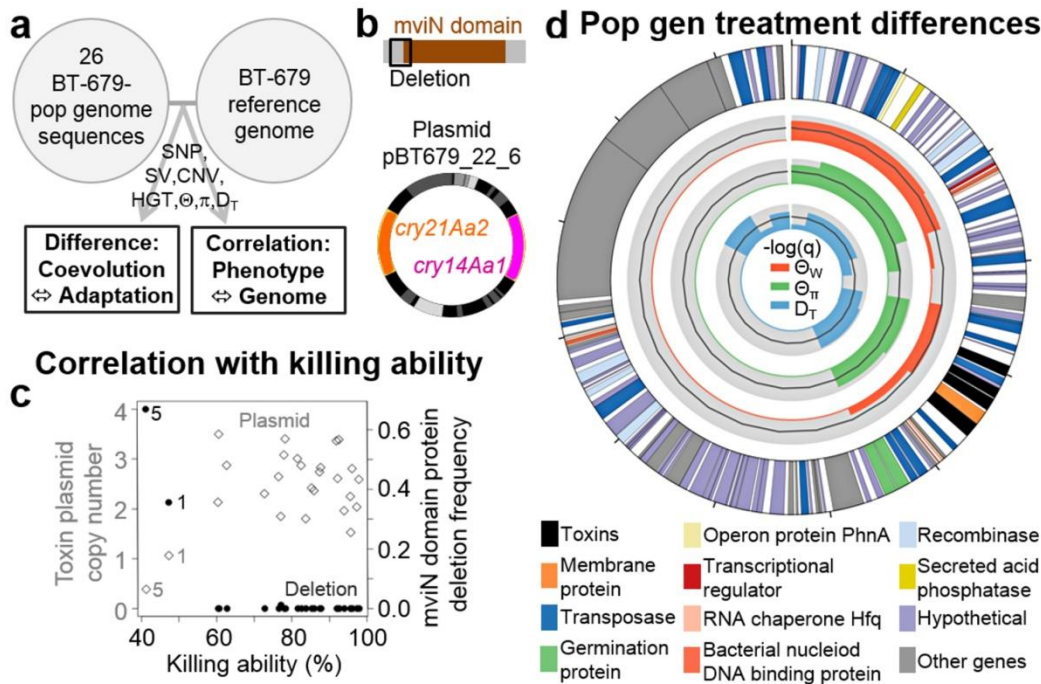 a
26
BT-679-
pop genome
sequences
BT-679
reference
genome
SNP,
SV,CNV,
HGT,Θ,π,D_T
Difference:
Coevolution
⇔ Adaptation
Correlation:
Phenotype
⇔ Genome
b
mviN domain
Deletion
Plasmid
pBT679_22_6
cry21Aa2
cry14Aa1
Correlation with killing ability
c
Toxin plasmid
copy number
4
3
2
1
0
5
1
1
5
Plasmid
Deletion
0.6
0.4
0.2
0.0
mviN domain protein
deletion frequency
40
60
80
100
Killing ability (%)
d Pop gen treatment differences
-log(q)
Θ_W
Θ_π
D_T
Toxins
Membrane
protein
Transposase
Germination
protein
Operon protein PhnA
Transcriptional
regulator
RNA chaperone Hfq
Bacterial nucleiod
DNA binding protein
Recombinase
Secreted acid
phosphatase
Hypothetical
Other genes